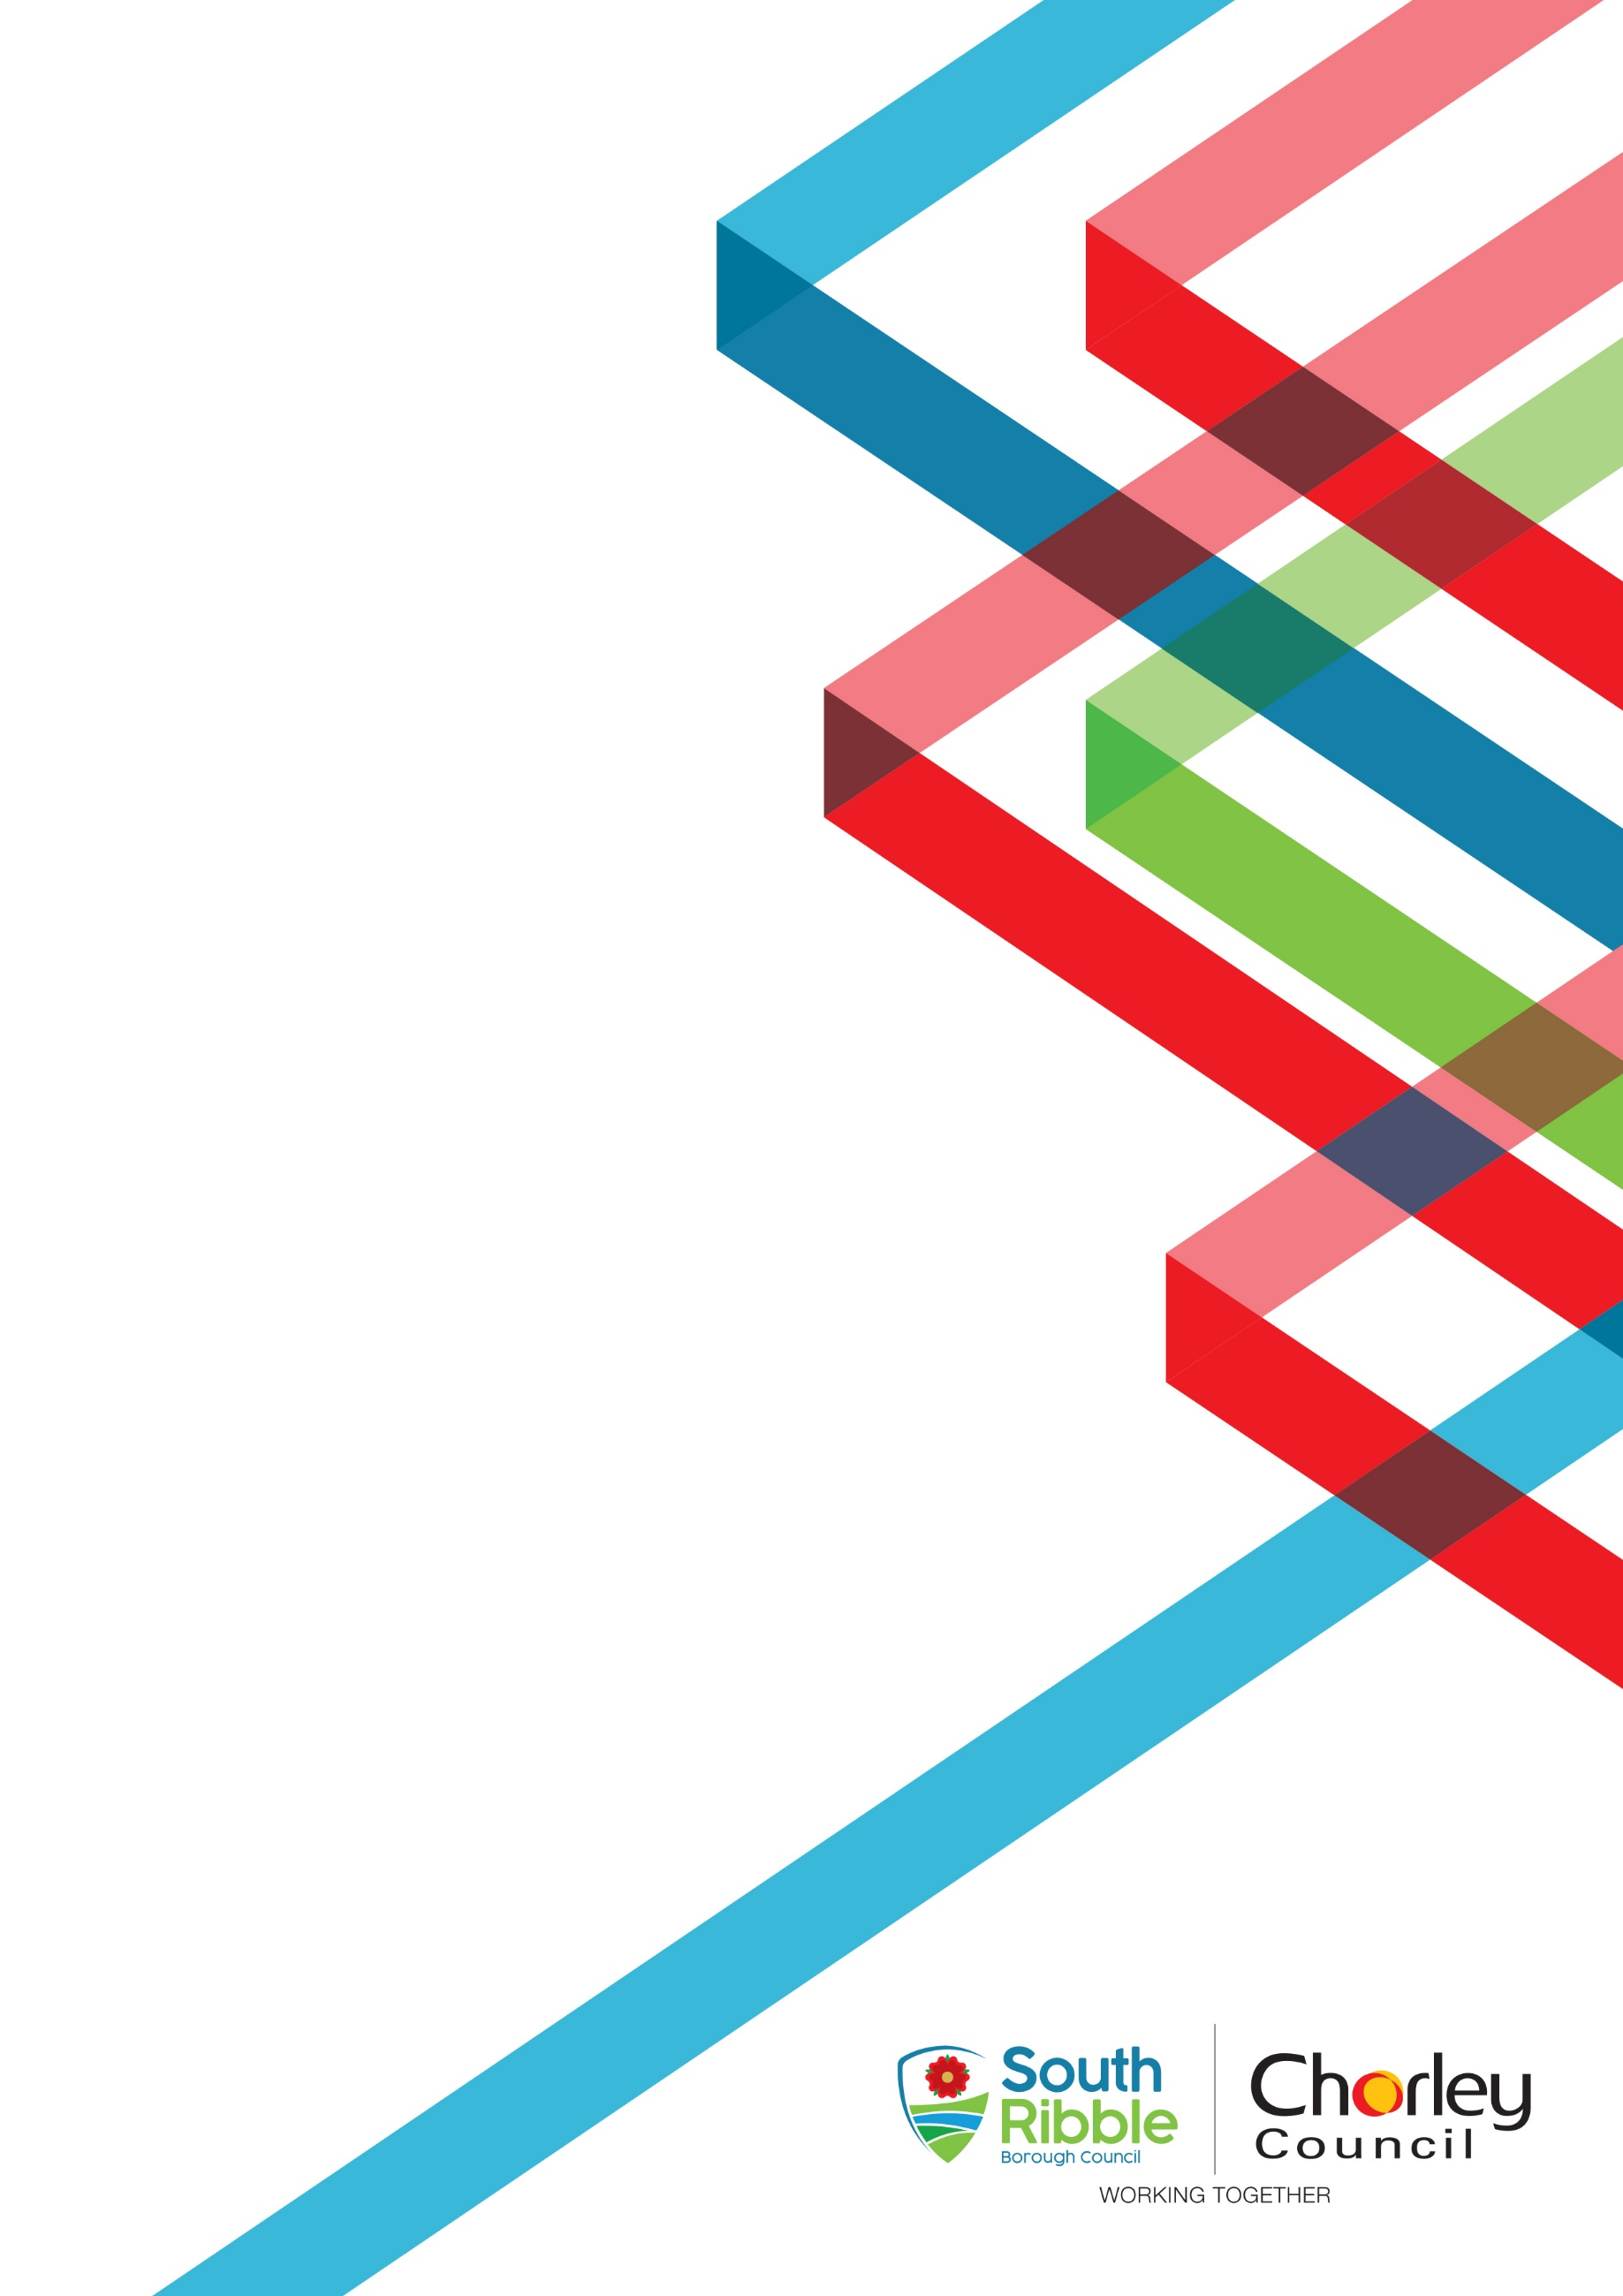 South
Ribble
Borough Council
Chorley
Council
WORKING TOGETHER